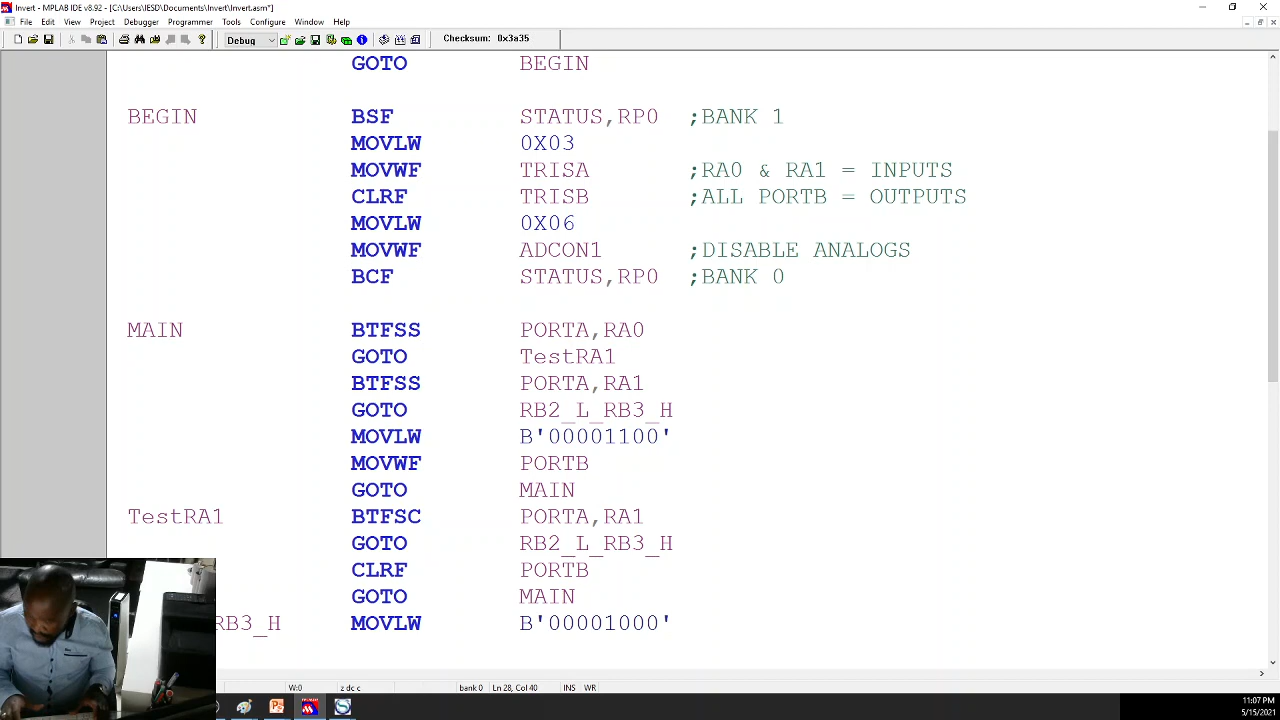 Invert - MPLAB IDE v8.92 - [C:\Users\IESD\Documents\Invert\Invert.asm*]
File Edit View Project Debugger Programmer Tools Configure Window Help
Debug Checksum: 0x3a35
GOTO BEGIN
BEGIN BSF STATUS,RP0 ;BANK 1
MOVLW 0X03
MOVWF TRISA ;RA0 & RA1 = INPUTS
CLRF TRISB ;ALL PORTB = OUTPUTS
MOVLW 0X06
MOVWF ADCON1 ;DISABLE ANALOGS
BCF STATUS,RP0 ;BANK 0
MAIN BTFSS PORTA,RA0
GOTO TestRA1
BTFSS PORTA,RA1
GOTO RB2_L_RB3_H
MOVLW B'00001100'
MOVWF PORTB
GOTO MAIN
TestRA1 BTFSC PORTA,RA1
GOTO RB2_L_RB3_H
CLRF PORTB
GOTO MAIN
RB3_H MOVLW B'00001000'
W:0 z dc c bank 0 Ln 28, Col 40 INS WR
11:07 PM
5/15/2021